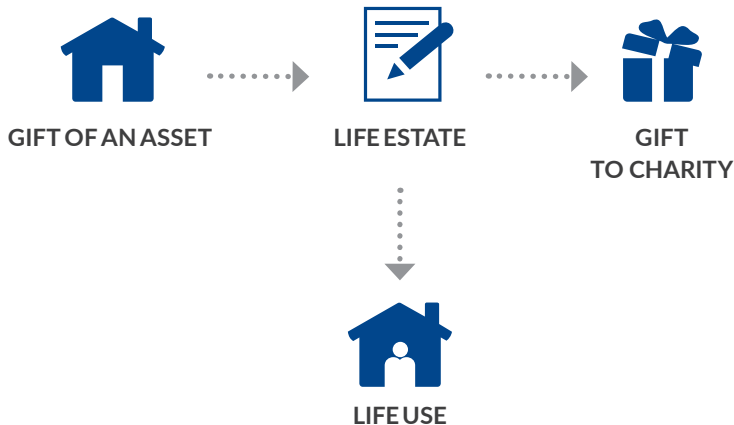 GIFT OF AN ASSET
LIFE ESTATE
GIFT
TO CHARITY
LIFE USE